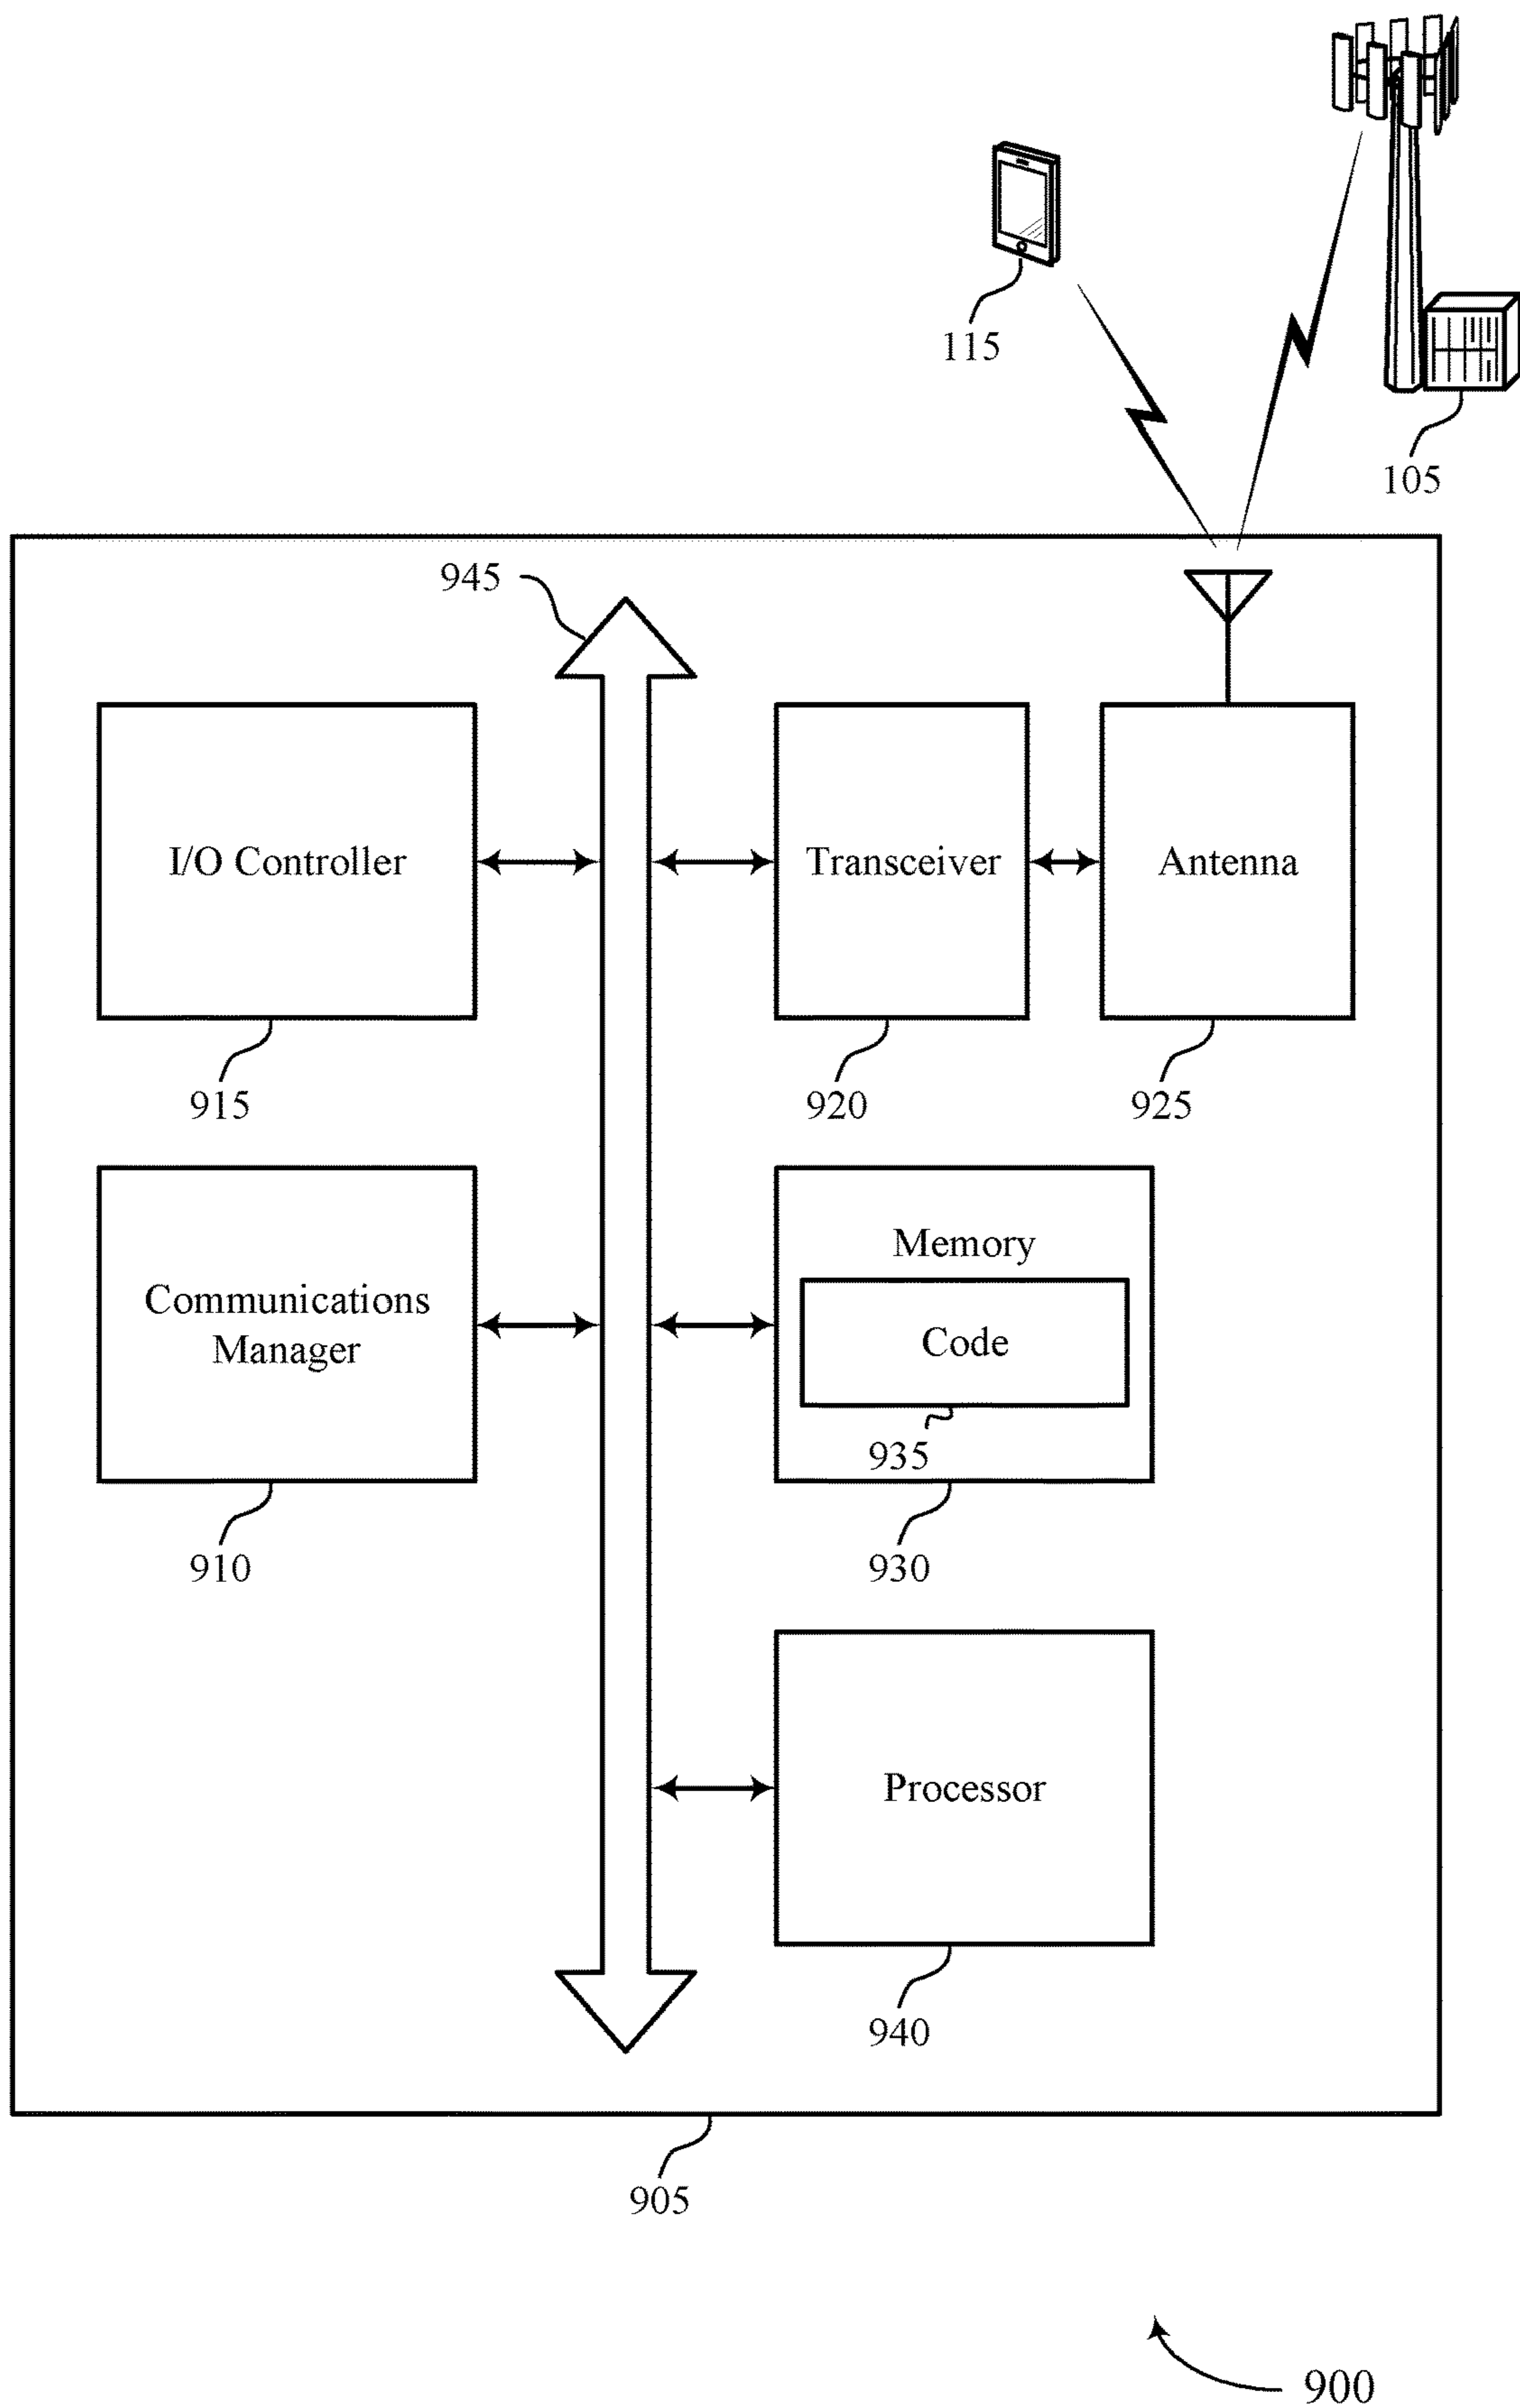 115
105
945
I/O Controller
Transceiver
Antenna
915
920
925
Communications
Manager
Memory
Code
935
910
930
Processor
940
905
900